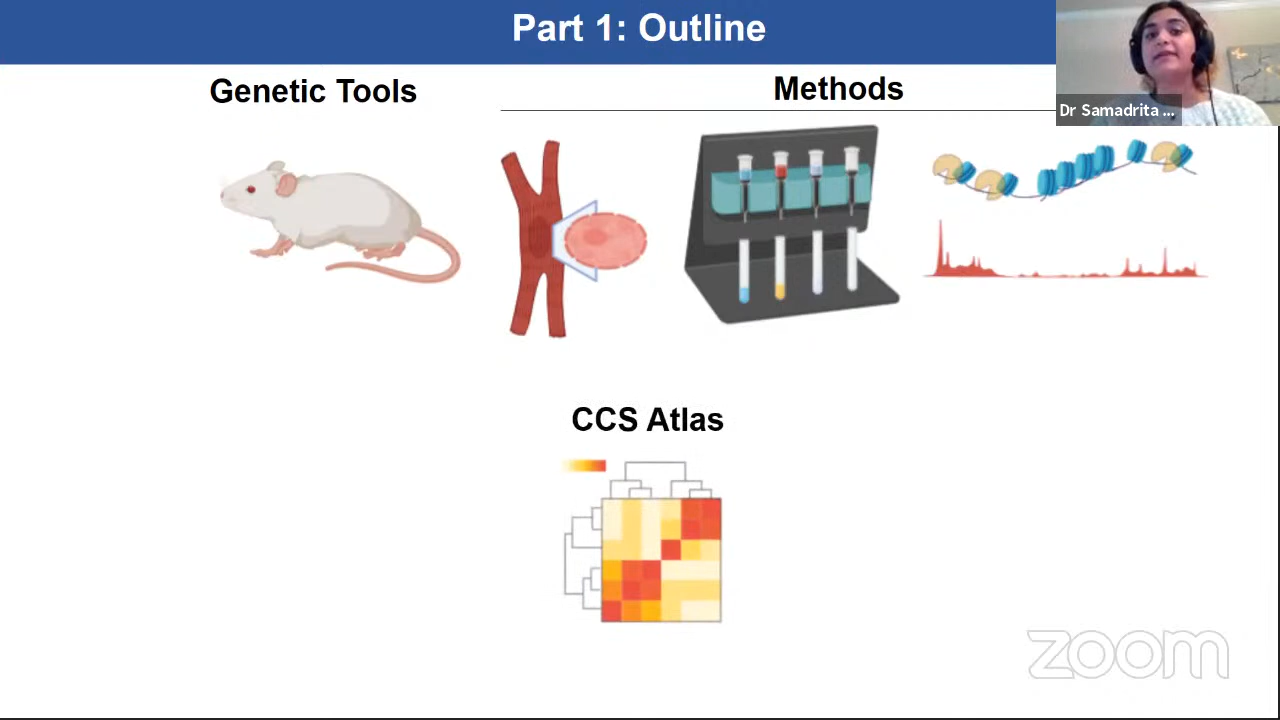 Part 1: Outline
Genetic Tools
Methods
Dr Samadrita ...
CCS Atlas
zoom